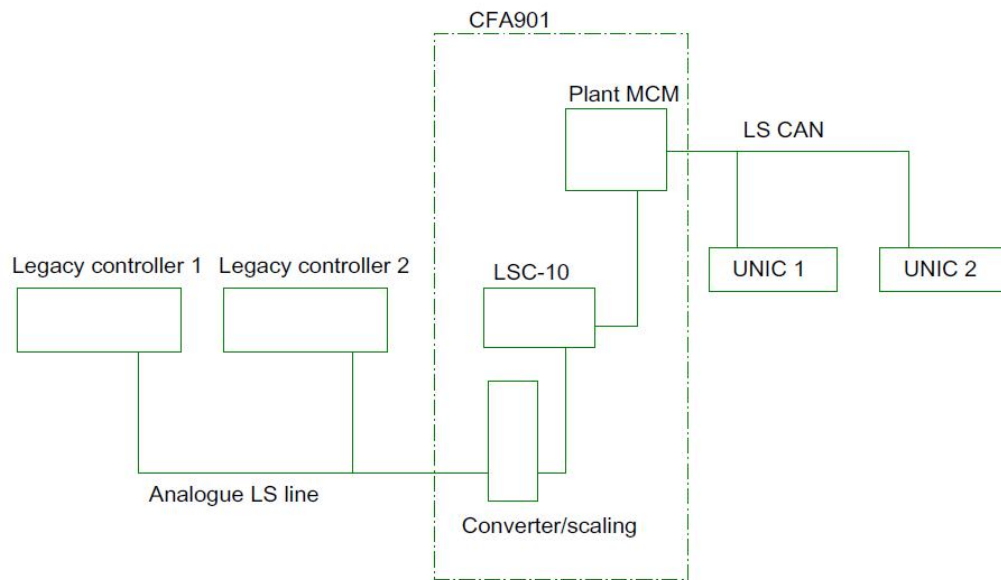 CFA901
Plant MCM
LS CAN
Legacy controller 1
Legacy controller 2
LSC-10
UNIC 1
UNIC 2
Analogue LS line
Converter/scaling